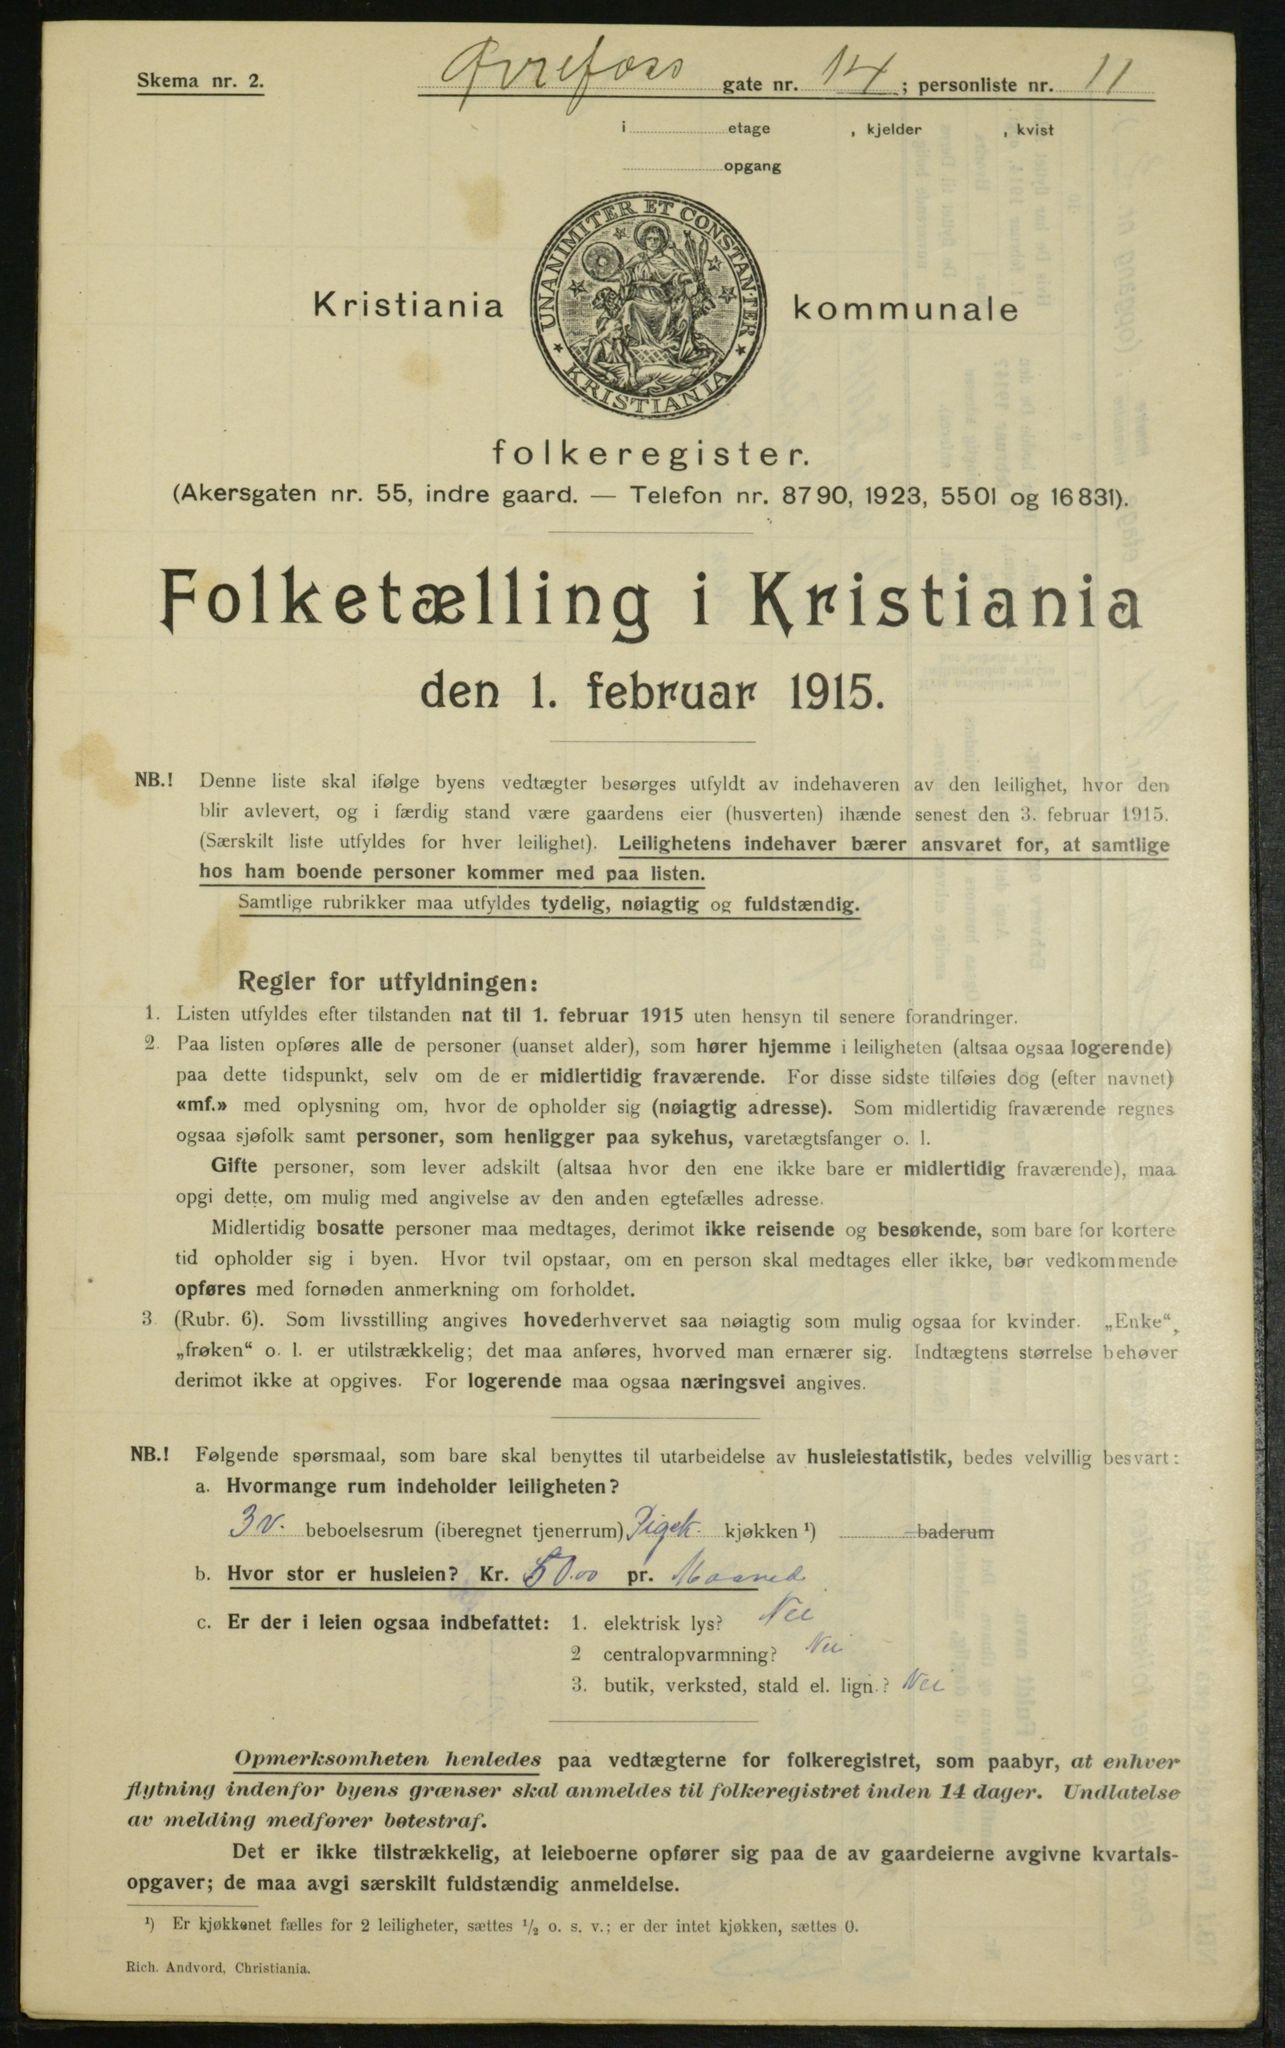 Skema nr. 2.
Øvrefoss gate nr. 14; personliste nr. 11
i etage , kjelder , kvist
opgang
UNANIMITER ET CONSTANTER
★ KRISTIANIA ★
Kristiania kommunale
folkeregister.
(Akersgaten nr. 55, indre gaard. — Telefon nr. 8790, 1923, 5501 og 16831).
Folketælling i Kristiania
den 1. februar 1915.
NB.! Denne liste skal ifølge byens vedtægter besørges utfyldt av indehaveren av den leilighet, hvor den
blir avlevert, og i færdig stand være gaardens eier (husverten) ihænde senest den 3. februar 1915.
(Særskilt liste utfyldes for hver leilighet). Leilighetens indehaver bærer ansvaret for, at samtlige
hos ham boende personer kommer med paa listen.
Samtlige rubrikker maa utfyldes tydelig, nøiagtig og fuldstændig.
Regler for utfyldningen:
1. Listen utfyldes efter tilstanden nat til 1. februar 1915 uten hensyn til senere forandringer.
2. Paa listen opføres alle de personer (uanset alder), som hører hjemme i leiligheten (altsaa ogsaa logerende)
paa dette tidspunkt, selv om de er midlertidig fraværende. For disse sidste tilføies dog (efter navnet)
«mf.» med oplysning om, hvor de opholder sig (nøiagtig adresse). Som midlertidig fraværende regnes
ogsaa sjøfolk samt personer, som henligger paa sykehus, varetægtsfanger o. l.
Gifte personer, som lever adskilt (altsaa hvor den ene ikke bare er midlertidig fraværende), maa
opgi dette, om mulig med angivelse av den anden egtefælles adresse.
Midlertidig bosatte personer maa medtages, derimot ikke reisende og besøkende, som bare for kortere
tid opholder sig i byen. Hvor tvil opstaar, om en person skal medtages eller ikke, bør vedkommende
opføres med fornøden anmerkning om forholdet.
3. (Rubr. 6). Som livsstilling angives hovederhvervet saa nøiagtig som mulig ogsaa for kvinder. „Enke“,
„frøken“ o. l. er utilstrækkelig; det maa anføres, hvorved man ernærer sig. Indtægtens størrelse behøver
derimot ikke at opgives. For logerende maa ogsaa næringsvei angives.
NB.! Følgende spørsmaal, som bare skal benyttes til utarbeidelse av husleiestatistik, bedes velvillig besvart:
a. Hvormange rum indeholder leiligheten?
3 v. beboelsesrum (iberegnet tjenerrum) Pigek. kjøkken ¹) baderum
b. Hvor stor er husleien? Kr. 50.00 pr. Maaned
c. Er der i leien ogsaa indbefattet: 1. elektrisk lys? Nei
2 centralopvarmning? Nei
3. butik, verksted, stald el. lign.? Nei
Opmerksomheten henledes paa vedtægterne for folkeregistret, som paabyr, at enhver
flytning indenfor byens grænser skal anmeldes til folkeregistret inden 14 dager. Undlatelse
av melding medfører bøtestraf.
Det er ikke tilstrækkelig, at leieboerne opfører sig paa de av gaardeierne avgivne kvartals-
opgaver; de maa avgi særskilt fuldstændig anmeldelse.
¹) Er kjøkkenet fælles for 2 leiligheter, sættes ½ o. s. v.; er der intet kjøkken, sættes 0.
Rich. Andvord, Christiania.